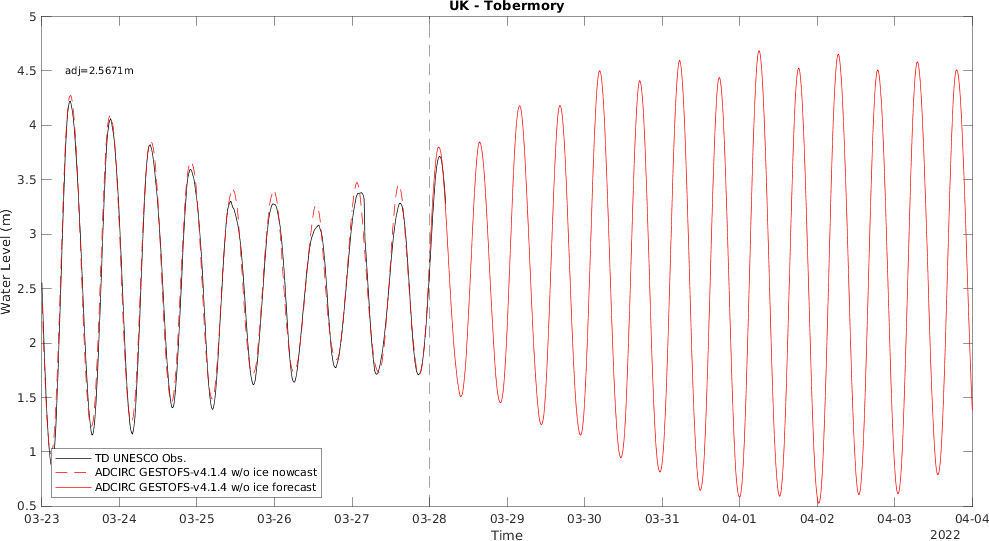 UK - Tobermory
5
4.5
4
3.5
3
2.5
2
1.5
1
0.5
Water Level (m)
adj=2.5671m
TD UNESCO Obs.
ADCIRC GESTOFS-v4.1.4 w/o ice nowcast
ADCIRC GESTOFS-v4.1.4 w/o ice forecast
03-23 03-24 03-25 03-26 03-27 03-28 03-29 03-30 03-31 04-01 04-02 04-03 04-04
Time
2022